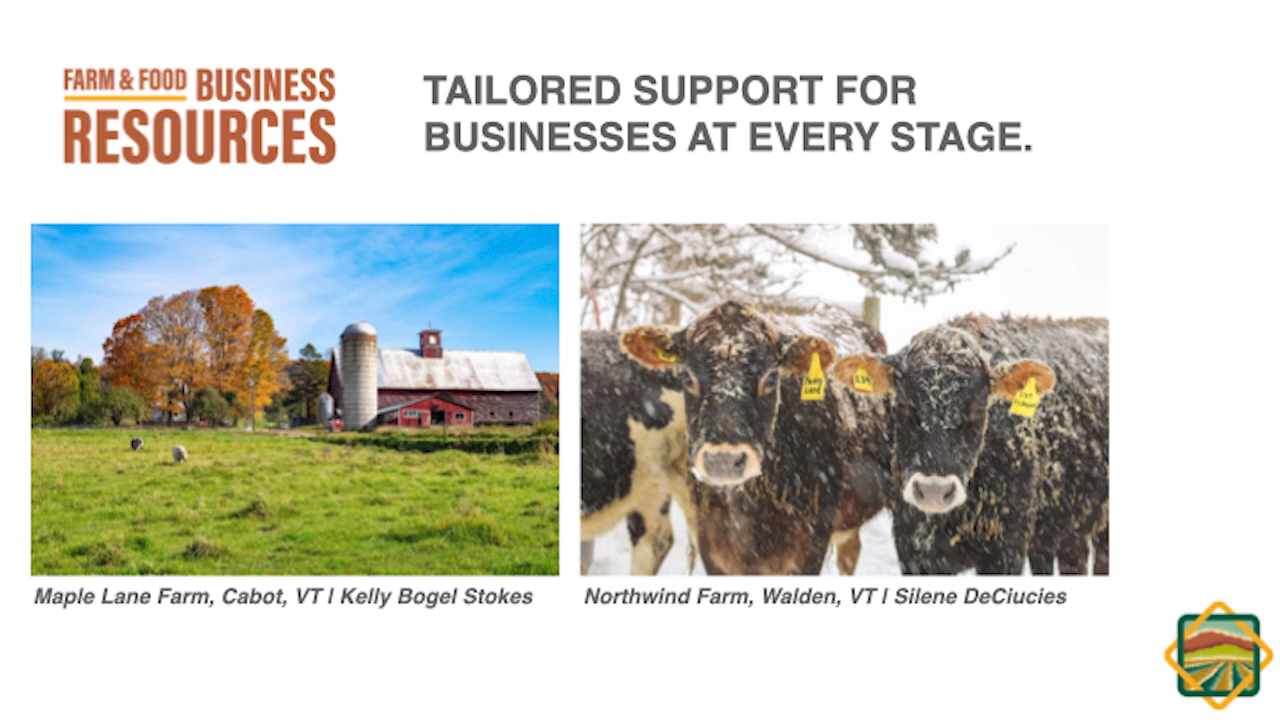 FARM & FOOD BUSINESS
RESOURCES
TAILORED SUPPORT FOR
BUSINESSES AT EVERY STAGE.
Maple Lane Farm, Cabot, VT | Kelly Bogel Stokes
Northwind Farm, Walden, VT | Silene DeCiucies